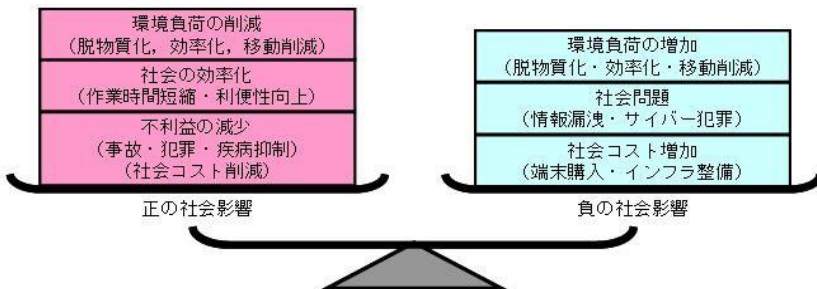 環境負荷の削減
(脱物質化，効率化，移動削減)
社会の効率化
(作業時間短縮・利便性向上)
不利益の減少
(事故・犯罪・疾病抑制)
(社会コスト削減)
正の社会影響
環境負荷の増加
(脱物質化・効率化・移動削減)
社会問題
(情報漏洩・サイバー犯罪)
社会コスト増加
(端末購入・インフラ整備)
負の社会影響